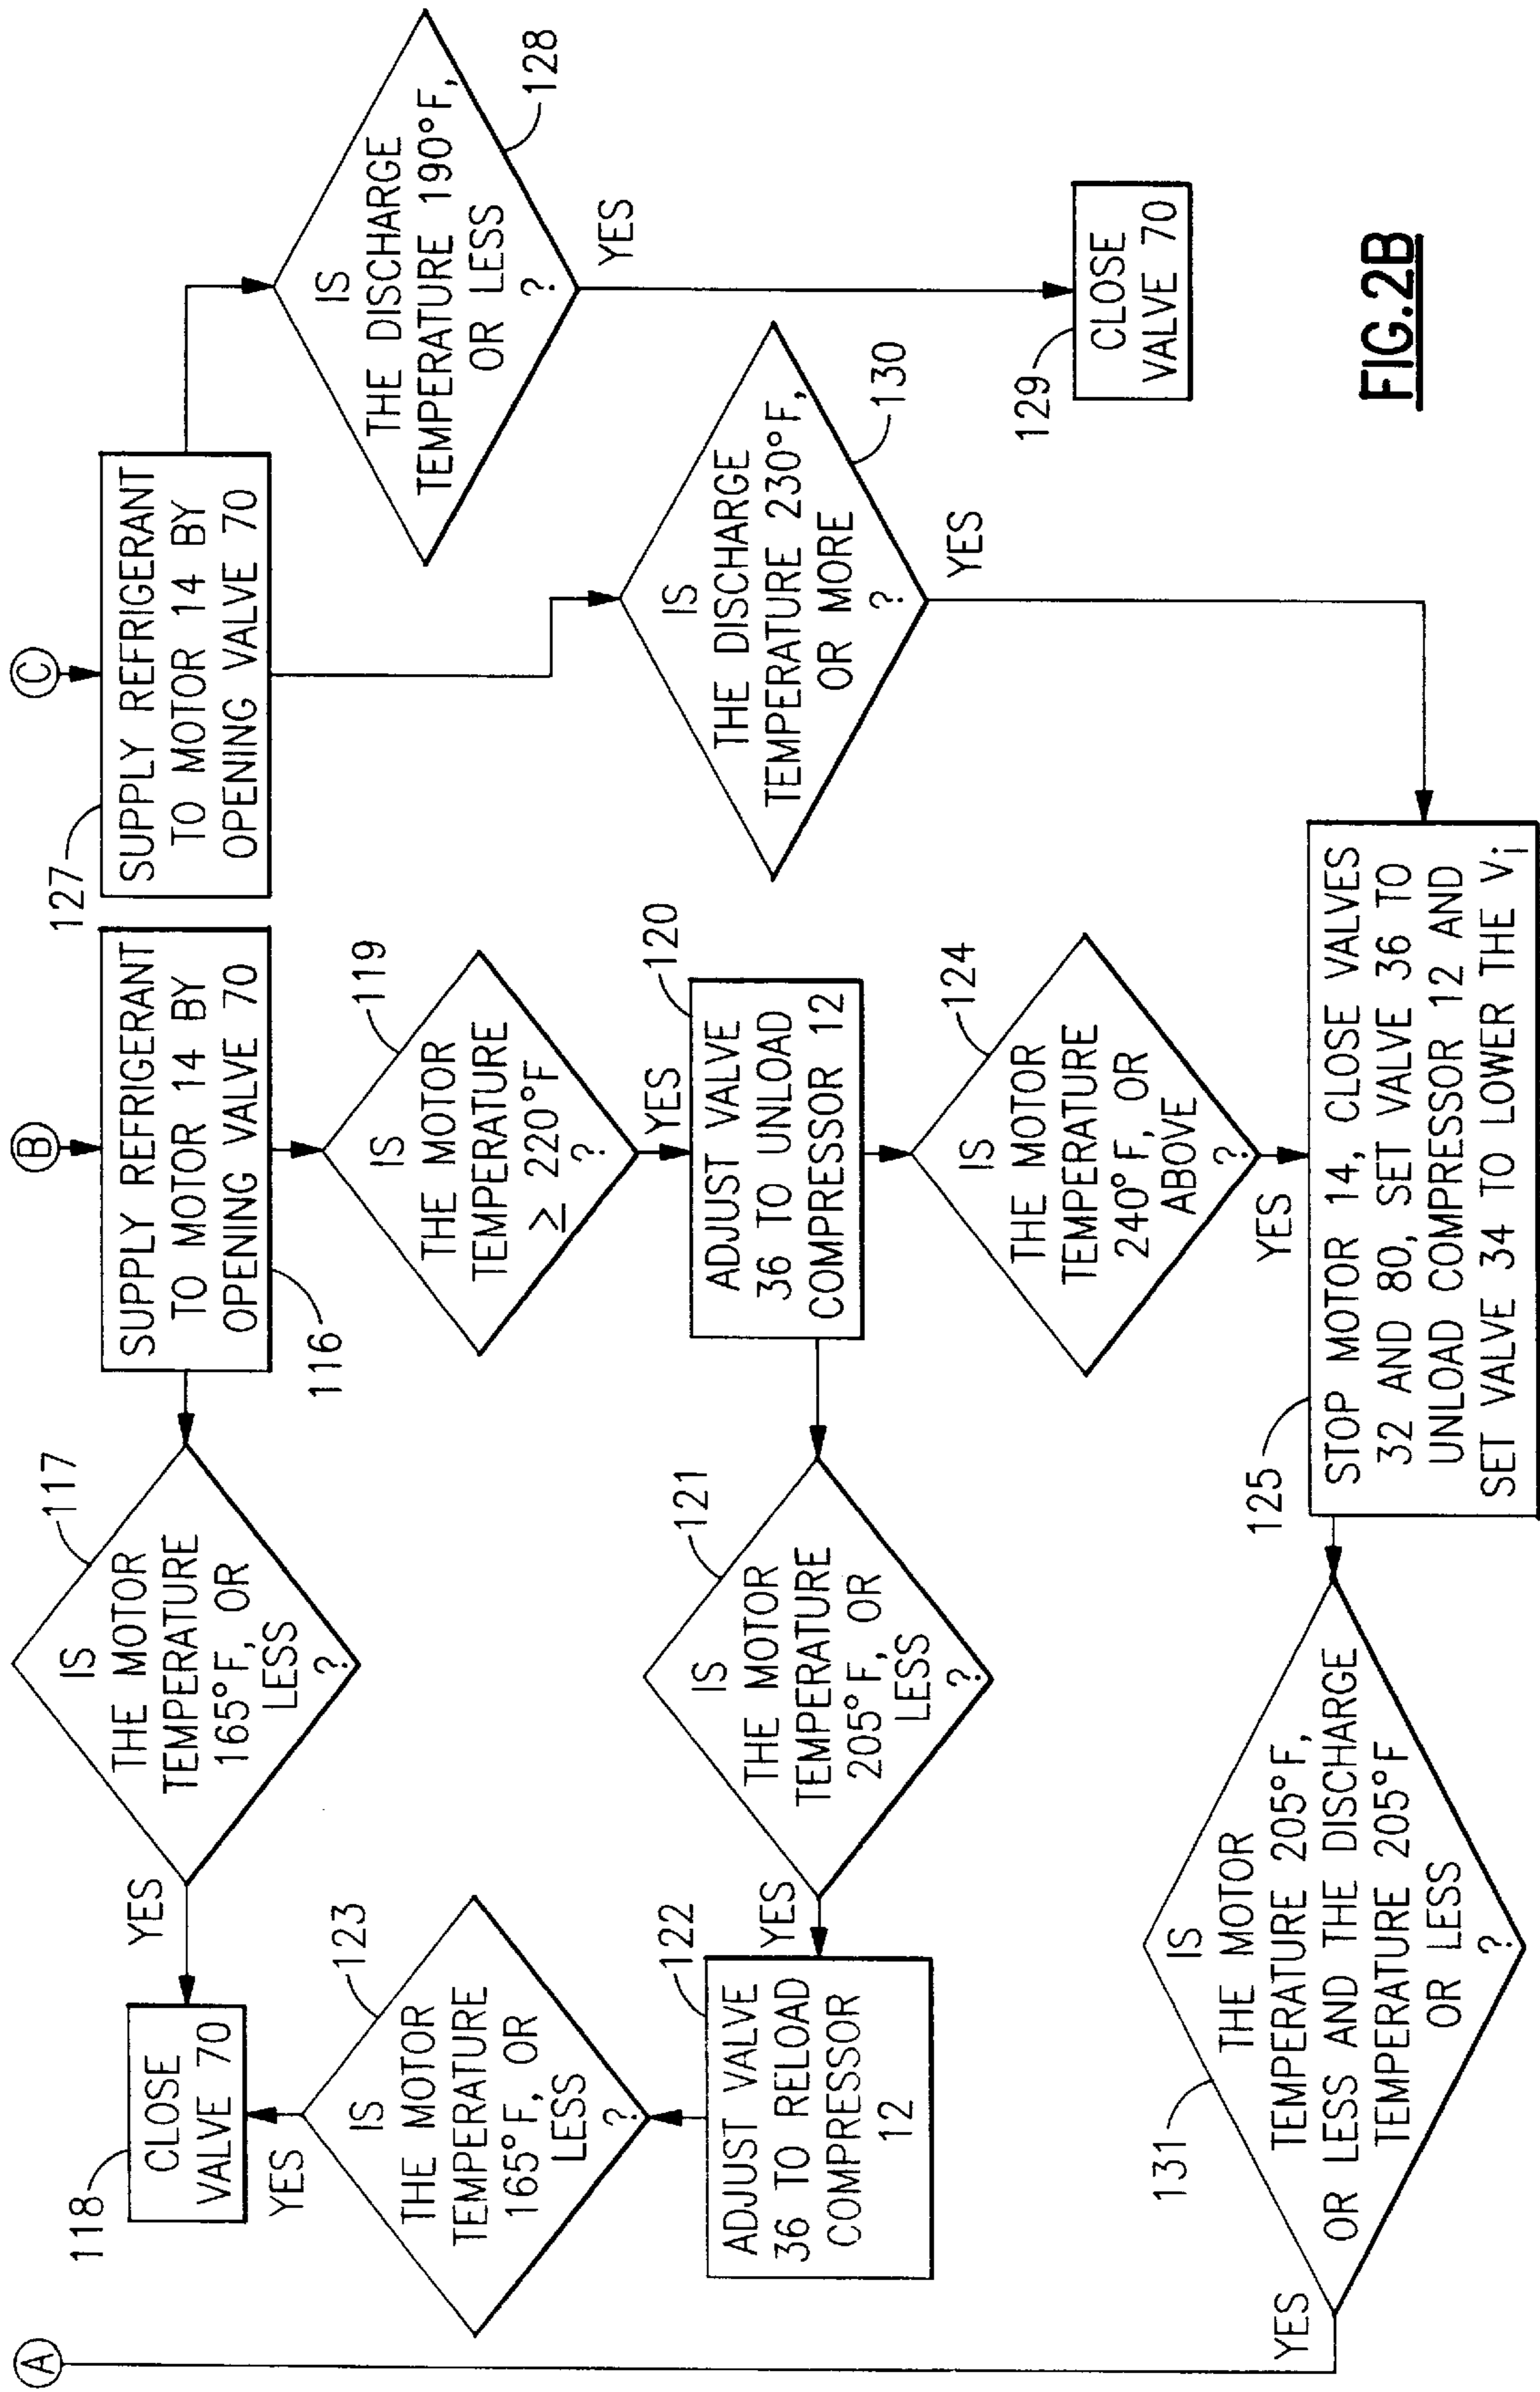 A
B
C
118
CLOSE
VALVE 70
YES
117
IS
THE MOTOR
TEMPERATURE
165°F, OR
LESS
?
116
SUPPLY REFRIGERANT
TO MOTOR 14 BY
OPENING VALVE 70
127
SUPPLY REFRIGERANT
TO MOTOR 14 BY
OPENING VALVE 70
YES
123
IS
THE MOTOR
TEMPERATURE
165°F, OR
LESS
?
119
IS
THE MOTOR
TEMPERATURE
≥ 220°F
?
YES
128
IS
THE DISCHARGE
TEMPERATURE 190°F,
OR LESS
?
YES
122
ADJUST VALVE
36 TO RELOAD
COMPRESSOR
12
YES
121
IS
THE MOTOR
TEMPERATURE
205°F, OR
LESS
?
120
ADJUST VALVE
36 TO UNLOAD
COMPRESSOR 12
130
IS
THE DISCHARGE
TEMPERATURE 230°F,
OR MORE
?
YES
124
IS
THE MOTOR
TEMPERATURE
240°F, OR
ABOVE
?
YES
129
CLOSE
VALVE 70
131
IS
THE MOTOR
TEMPERATURE 205°F,
OR LESS AND THE DISCHARGE
TEMPERATURE 205°F
OR LESS
?
YES
125
STOP MOTOR 14, CLOSE VALVES
32 AND 80, SET VALVE 36 TO
UNLOAD COMPRESSOR 12 AND
SET VALVE 34 TO LOWER THE Vi
FIG.2B